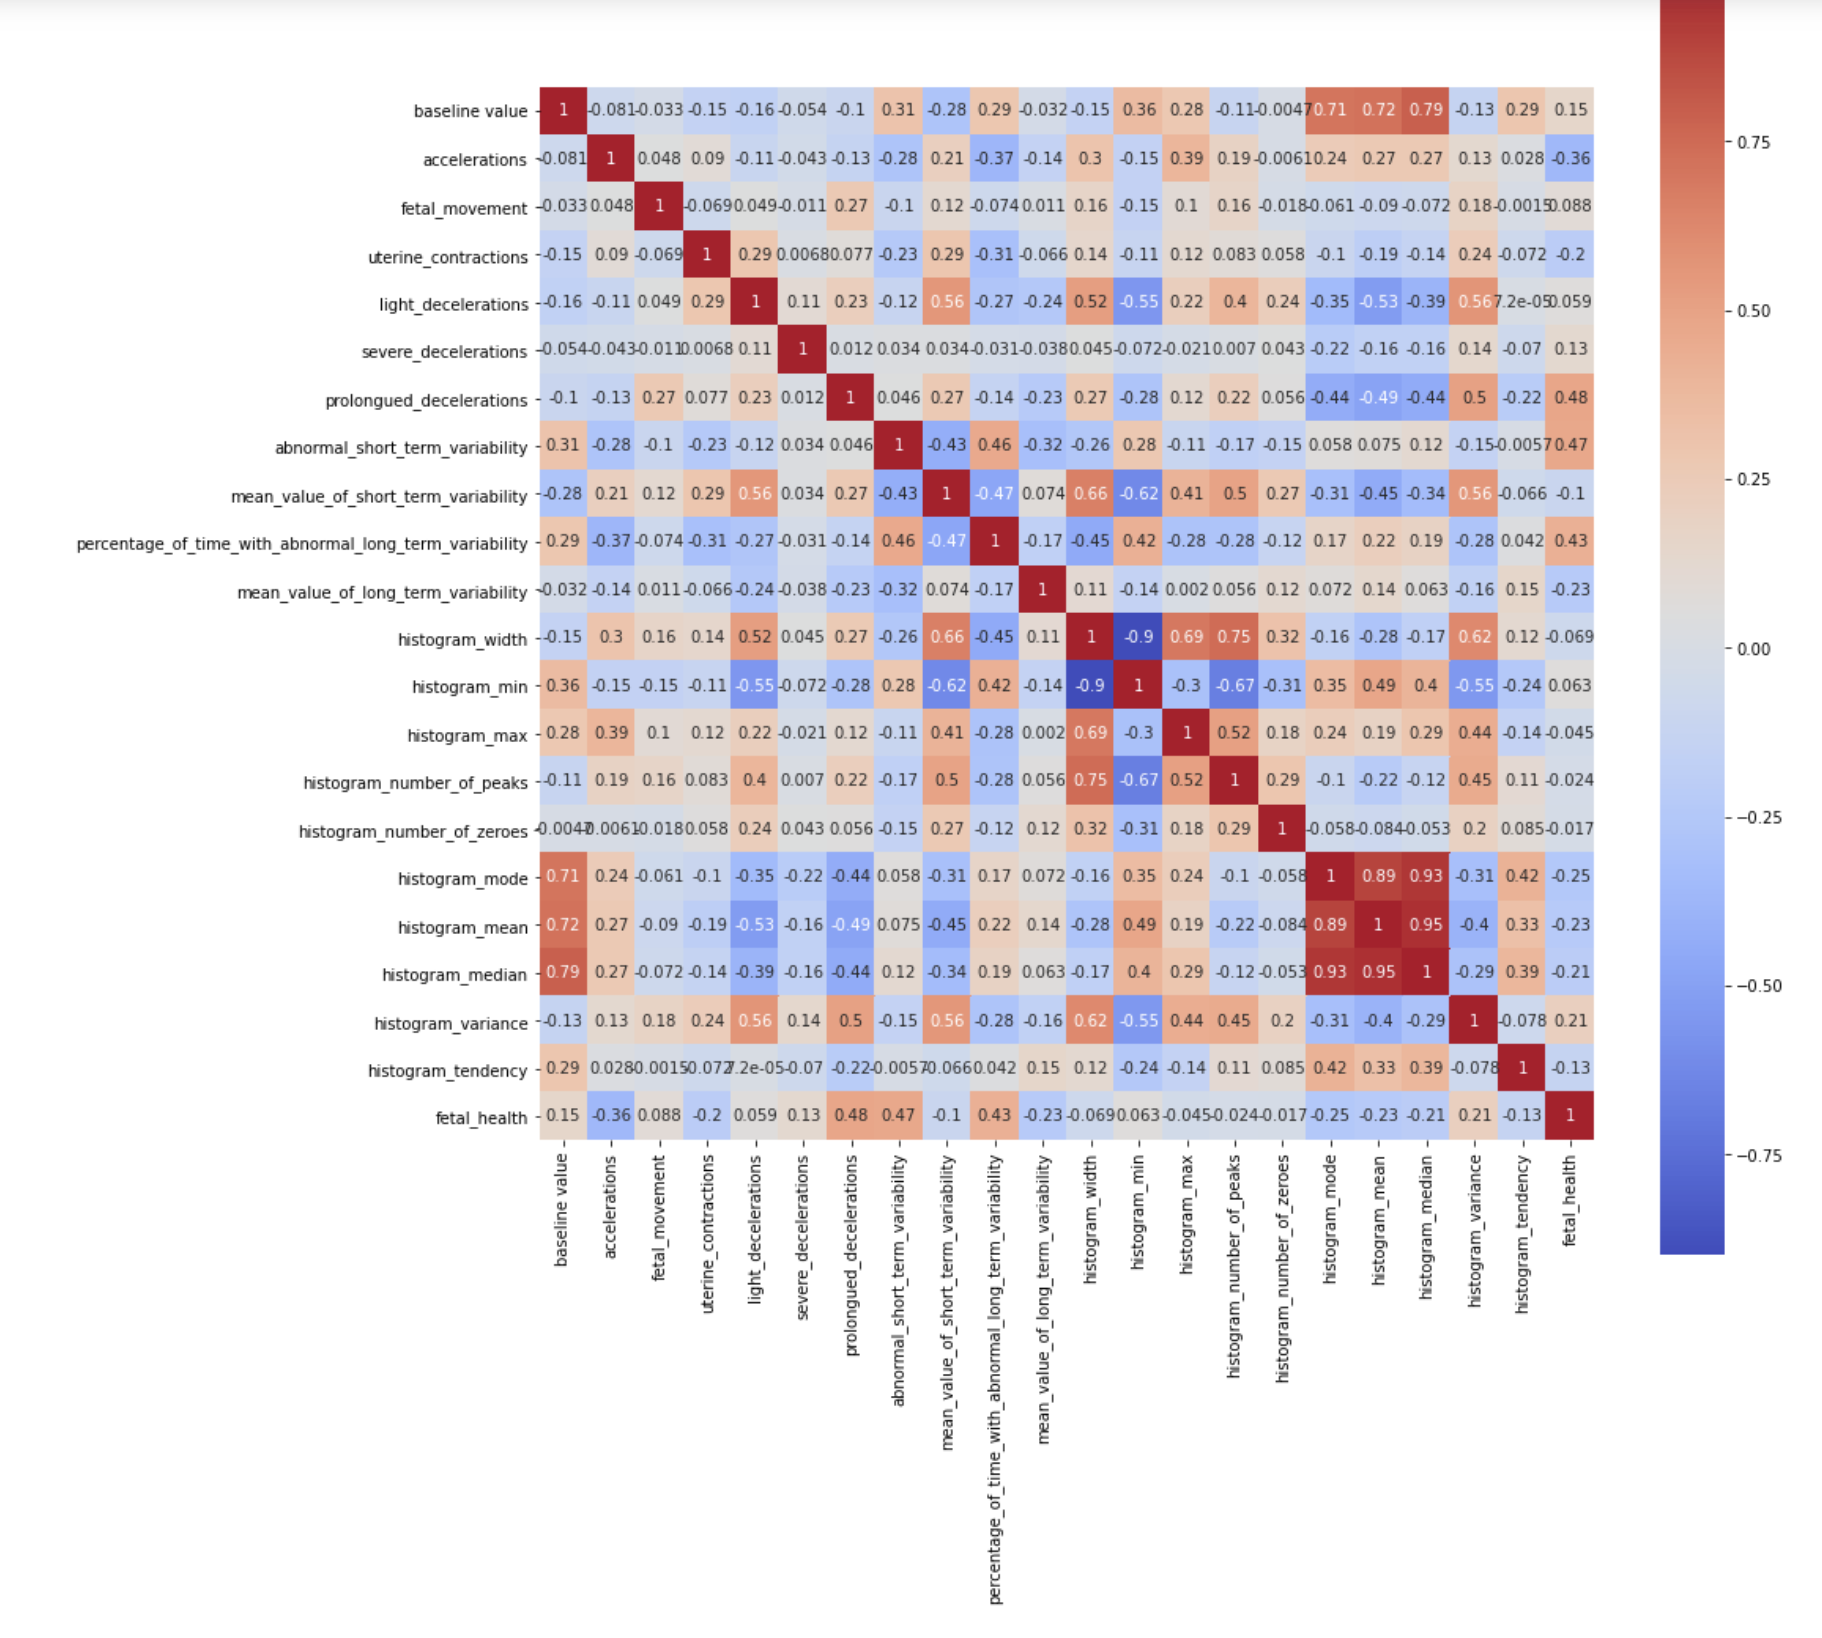 baseline value 1 -0.081 -0.033 -0.15 -0.16 -0.054 -0.1 0.31 -0.28 0.29 -0.032 -0.15 0.36 0.28 -0.11 -0.0047 0.71 0.72 0.79 -0.13 0.29 0.15
accelerations -0.081 1 0.048 0.09 -0.11 -0.043 -0.13 -0.28 0.21 -0.37 -0.14 0.3 -0.15 0.39 0.19 -0.0061 0.24 0.27 0.27 0.13 0.028 -0.36
fetal_movement -0.033 0.048 1 -0.069 0.049 -0.011 0.27 -0.1 0.12 -0.074 0.011 0.16 -0.15 0.1 0.16 -0.018 -0.061 -0.09 -0.072 0.18 -0.0015 0.088
uterine_contractions -0.15 0.09 -0.069 1 0.29 0.0068 0.077 -0.23 0.29 -0.31 -0.066 0.14 -0.11 0.12 0.083 0.058 -0.1 -0.19 -0.14 0.24 -0.072 -0.2
light_decelerations -0.16 -0.11 0.049 0.29 1 0.11 0.23 -0.12 0.56 -0.27 -0.24 0.52 -0.55 0.22 0.4 0.24 -0.35 -0.53 -0.39 0.56 7.2e-05 0.059
severe_decelerations -0.054 -0.043 -0.011 0.0068 0.11 1 0.012 0.034 0.034 -0.031 -0.038 0.045 -0.072 -0.021 0.007 0.043 -0.22 -0.16 -0.16 0.14 -0.07 0.13
prolongued_decelerations -0.1 -0.13 0.27 0.077 0.23 0.012 1 0.046 0.27 -0.14 -0.23 0.27 -0.28 0.12 0.22 0.056 -0.44 -0.49 -0.44 0.5 -0.22 0.48
abnormal_short_term_variability 0.31 -0.28 -0.1 -0.23 -0.12 0.034 0.046 1 -0.43 0.46 -0.32 -0.26 0.28 -0.11 -0.17 -0.15 0.058 0.075 0.12 -0.15 -0.0057 0.47
mean_value_of_short_term_variability -0.28 0.21 0.12 0.29 0.56 0.034 0.27 -0.43 1 -0.47 0.074 0.66 -0.62 0.41 0.5 0.27 -0.31 -0.45 -0.34 0.56 -0.066 -0.1
percentage_of_time_with_abnormal_long_term_variability 0.29 -0.37 -0.074 -0.31 -0.27 -0.031 -0.14 0.46 -0.47 1 -0.17 -0.45 0.42 -0.28 -0.28 -0.12 0.17 0.22 0.19 -0.28 0.042 0.43
mean_value_of_long_term_variability -0.032 -0.14 0.011 -0.066 -0.24 -0.038 -0.23 -0.32 0.074 -0.17 1 0.11 -0.14 0.002 0.056 0.12 0.072 0.14 0.063 -0.16 0.15 -0.23
histogram_width -0.15 0.3 0.16 0.14 0.52 0.045 0.27 -0.26 0.66 -0.45 0.11 1 -0.9 0.69 0.75 0.32 -0.16 -0.28 -0.17 0.62 0.12 -0.069
histogram_min 0.36 -0.15 -0.15 -0.11 -0.55 -0.072 -0.28 0.28 -0.62 0.42 -0.14 -0.9 1 -0.3 -0.67 -0.31 0.35 0.49 0.4 -0.55 -0.24 0.063
histogram_max 0.28 0.39 0.1 0.12 0.22 -0.021 0.12 -0.11 0.41 -0.28 0.002 0.69 -0.3 1 0.52 0.18 0.24 0.19 0.29 0.44 -0.14 -0.045
histogram_number_of_peaks -0.11 0.19 0.16 0.083 0.4 0.007 0.22 -0.17 0.5 -0.28 0.056 0.75 -0.67 0.52 1 0.29 -0.1 -0.22 -0.12 0.45 0.11 -0.024
histogram_number_of_zeroes -0.0047 -0.0061 -0.018 0.058 0.24 0.043 0.056 -0.15 0.27 -0.12 0.12 0.32 -0.31 0.18 0.29 1 -0.058 -0.084 -0.053 0.2 0.085 -0.017
histogram_mode 0.71 0.24 -0.061 -0.1 -0.35 -0.22 -0.44 0.058 -0.31 0.17 0.072 -0.16 0.35 0.24 -0.1 -0.058 1 0.89 0.93 -0.31 0.42 -0.25
histogram_mean 0.72 0.27 -0.09 -0.19 -0.53 -0.16 -0.49 0.075 -0.45 0.22 0.14 -0.28 0.49 0.19 -0.22 -0.084 0.89 1 0.95 -0.4 0.33 -0.23
histogram_median 0.79 0.27 -0.072 -0.14 -0.39 -0.16 -0.44 0.12 -0.34 0.19 0.063 -0.17 0.4 0.29 -0.12 -0.053 0.93 0.95 1 -0.29 0.39 -0.21
histogram_variance -0.13 0.13 0.18 0.24 0.56 0.14 0.5 -0.15 0.56 -0.28 -0.16 0.62 -0.55 0.44 0.45 0.2 -0.31 -0.4 -0.29 1 -0.078 0.21
histogram_tendency 0.29 0.028 -0.0015 -0.072 7.2e-05 -0.07 -0.22 -0.0057 -0.066 0.042 0.15 0.12 -0.24 -0.14 0.11 0.085 0.42 0.33 0.39 -0.078 1 -0.13
fetal_health 0.15 -0.36 0.088 -0.2 0.059 0.13 0.48 0.47 -0.1 0.43 -0.23 -0.069 0.063 -0.045 -0.024 -0.017 -0.25 -0.23 -0.21 0.21 -0.13 1
baseline value
accelerations
fetal_movement
uterine_contractions
light_decelerations
severe_decelerations
prolongued_decelerations
abnormal_short_term_variability
mean_value_of_short_term_variability
percentage_of_time_with_abnormal_long_term_variability
mean_value_of_long_term_variability
histogram_width
histogram_min
histogram_max
histogram_number_of_peaks
histogram_number_of_zeroes
histogram_mode
histogram_mean
histogram_median
histogram_variance
histogram_tendency
fetal_health
0.75
0.50
0.25
0.00
−0.25
−0.50
−0.75